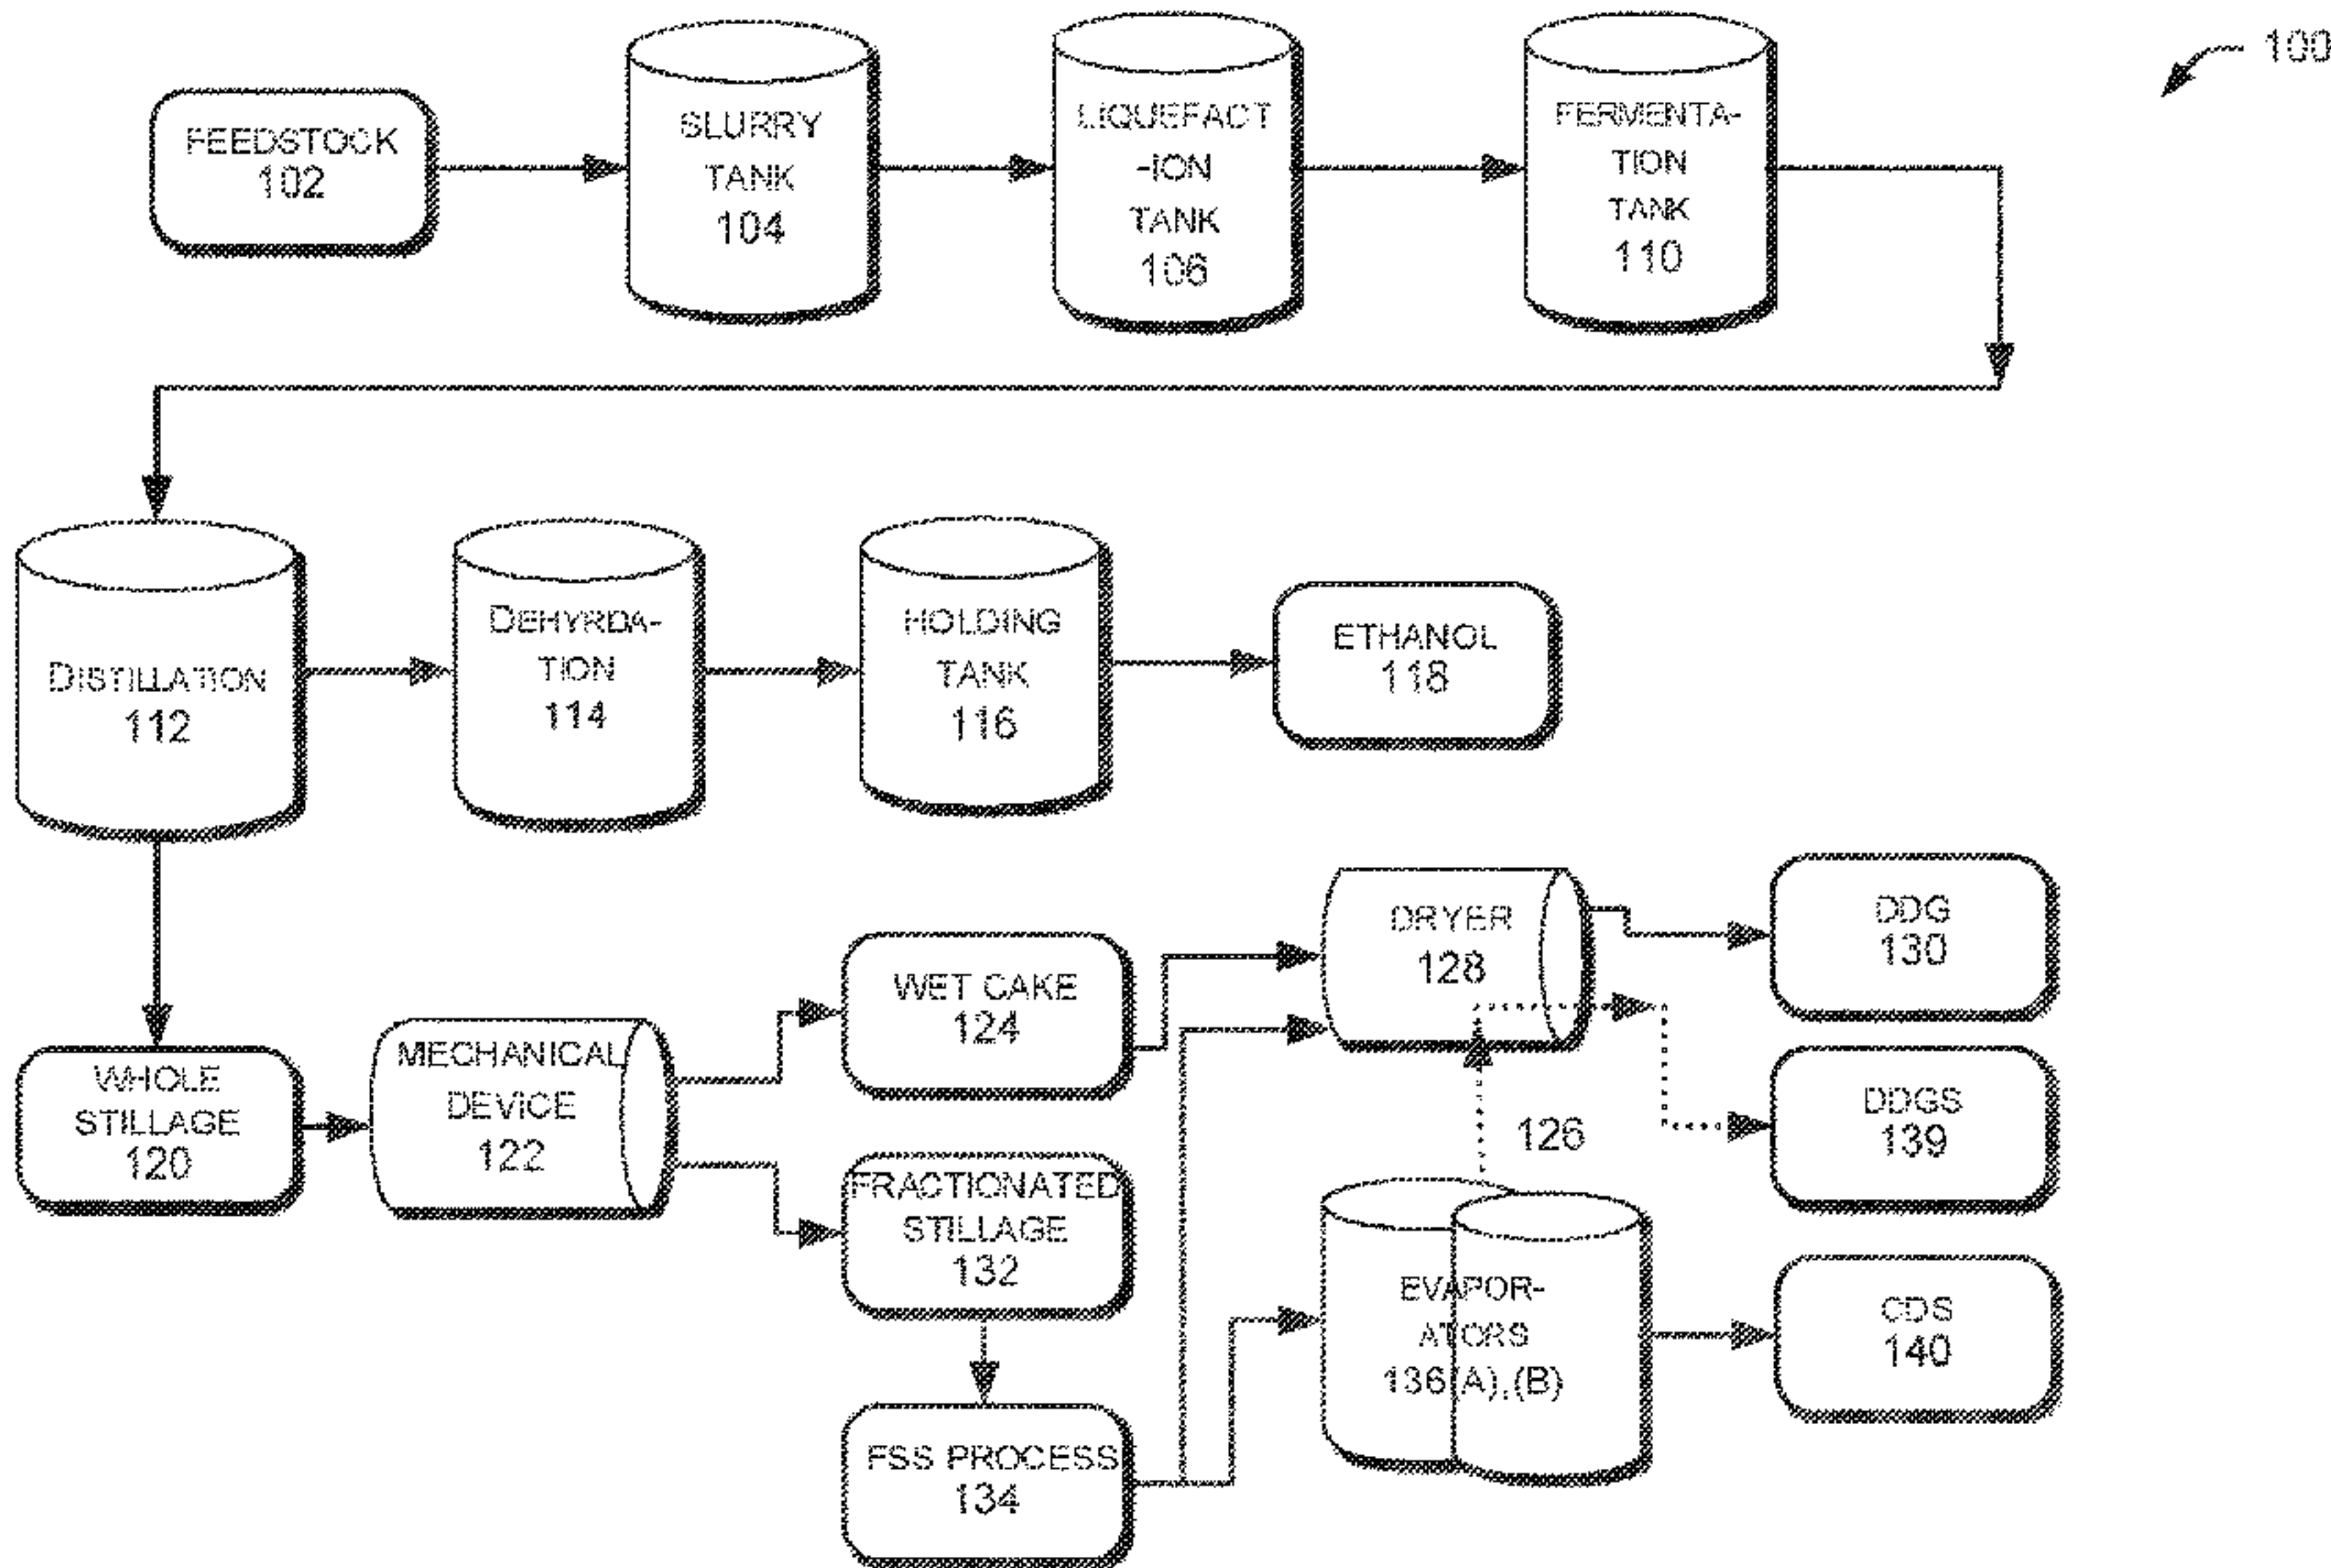 100
FEEDSTOCK
102
SLURRY
TANK
104
LIQUEFACT
-ION
TANK
106
FERMENTA-
TION
TANK
110
DISTILLATION
112
DEHYRDA-
TION
114
HOLDING
TANK
116
ETHANOL
118
WHOLE
STILLAGE
120
MECHANICAL
DEVICE
122
WET CAKE
124
FRACTIONATED
STILLAGE
132
FSS PROCESS
134
DRYER
128
126
EVAPOR-
ATORS
136(A),(B)
DDG
130
DDGS
139
CDS
140